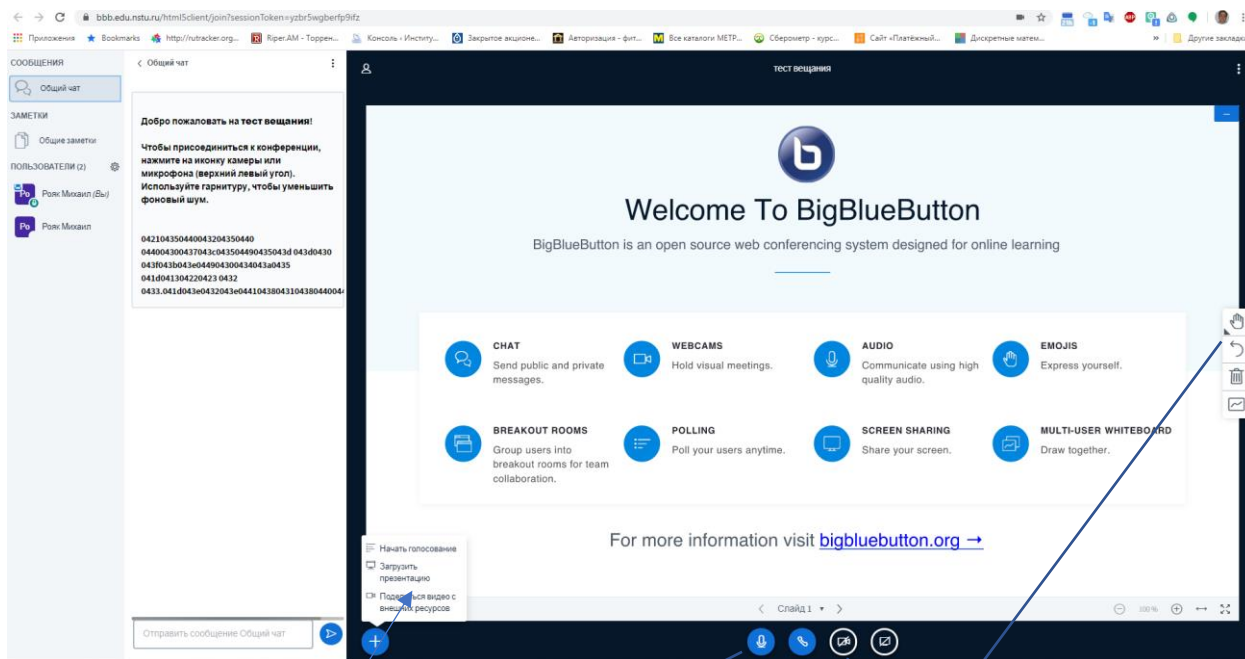 bbb.edu.nstu.ru/html5client/join?sessionToken=yzbr5wgberfp9ifz
Приложения Bookmarks http://rutracker.org... Riper.AM - Торрен... Консоль - Институ... Закрытое акционе... Авторизация - фит... Все каталоги METP... Сберометр - курс... Сайт «Платёжный... Дискретные матем... » Другие закладки
СООБЩЕНИЯ
Общий чат
ЗАМЕТКИ
Общие заметки
ПОЛЬЗОВАТЕЛИ (2)
Рояк Михаил (Вы)
Рояк Михаил
Общий чат
Добро пожаловать на тест вещания!
Чтобы присоединиться к конференции,
нажмите на иконку камеры или
микрофона (верхний левый угол).
Используйте гарнитуру, чтобы уменьшить
фоновый шум.
042104350440043204350440
044004300437043c043504490435043d 043d0430
043f043b043e044904300434043a0435
041d041304220423 0432
Отправить сообщение Общий чат
тест вещания
b
Welcome To BigBlueButton
BigBlueButton is an open source web conferencing system designed for online learning
CHAT
Send public and private
messages.
WEBCAMS
Hold visual meetings.
AUDIO
Communicate using high
quality audio.
EMOJIS
Express yourself.
BREAKOUT ROOMS
Group users into
breakout rooms for team
collaboration.
POLLING
Poll your users anytime.
SCREEN SHARING
Share your screen.
MULTI-USER WHITEBOARD
Draw together.
For more information visit bigbluebutton.org →
Начать голосование
Загрузить
презентацию
Поделиться видео с
внешних ресурсов
Слайд 1
100%